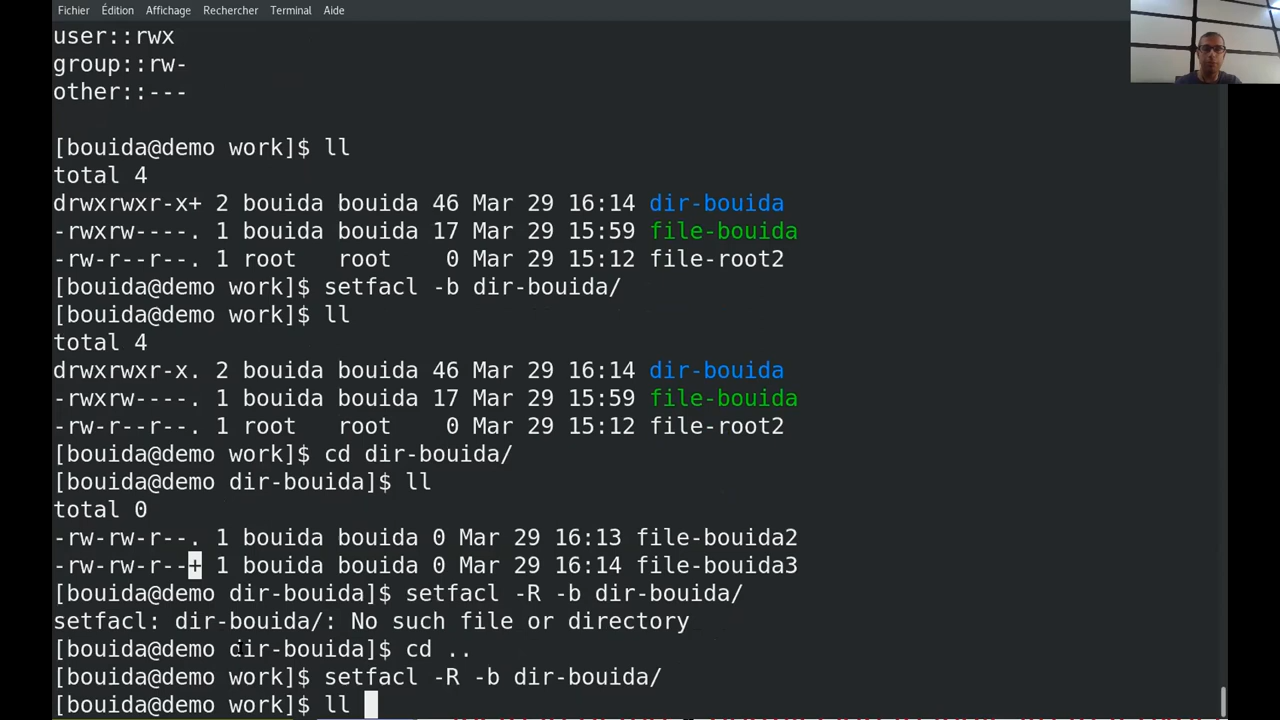 Fichier Édition Affichage Rechercher Terminal Aide
user::rwx
group::rw-
other::---
[bouida@demo work]$ ll
total 4
drwxrwxr-x+ 2 bouida bouida 46 Mar 29 16:14 dir-bouida
-rwxrw----. 1 bouida bouida 17 Mar 29 15:59 file-bouida
-rw-r--r--. 1 root   root    0 Mar 29 15:12 file-root2
[bouida@demo work]$ setfacl -b dir-bouida/
[bouida@demo work]$ ll
total 4
drwxrwxr-x. 2 bouida bouida 46 Mar 29 16:14 dir-bouida
-rwxrw----. 1 bouida bouida 17 Mar 29 15:59 file-bouida
-rw-r--r--. 1 root   root    0 Mar 29 15:12 file-root2
[bouida@demo work]$ cd dir-bouida/
[bouida@demo dir-bouida]$ ll
total 0
-rw-rw-r--. 1 bouida bouida 0 Mar 29 16:13 file-bouida2
-rw-rw-r--+ 1 bouida bouida 0 Mar 29 16:14 file-bouida3
[bouida@demo dir-bouida]$ setfacl -R -b dir-bouida/
setfacl: dir-bouida/: No such file or directory
[bouida@demo dir-bouida]$ cd ..
[bouida@demo work]$ setfacl -R -b dir-bouida/
[bouida@demo work]$ ll